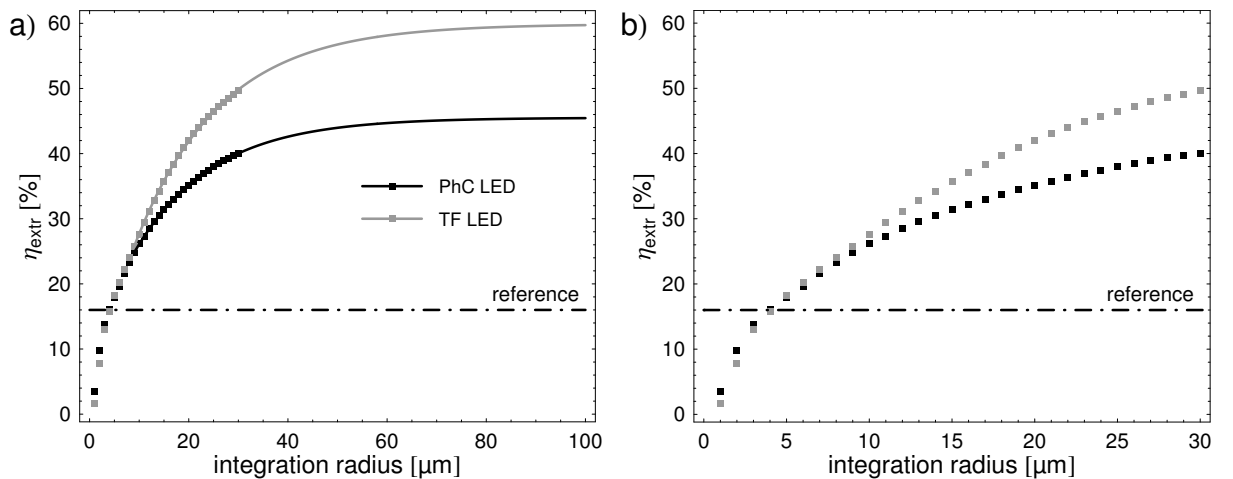 a)
60
50
40
30
20
10
0
η_extr [%]
PhC LED
TF LED
reference
0 20 40 60 80 100
integration radius [µm]
b)
60
50
40
30
20
10
0
η_extr [%]
reference
0 5 10 15 20 25 30
integration radius [µm]